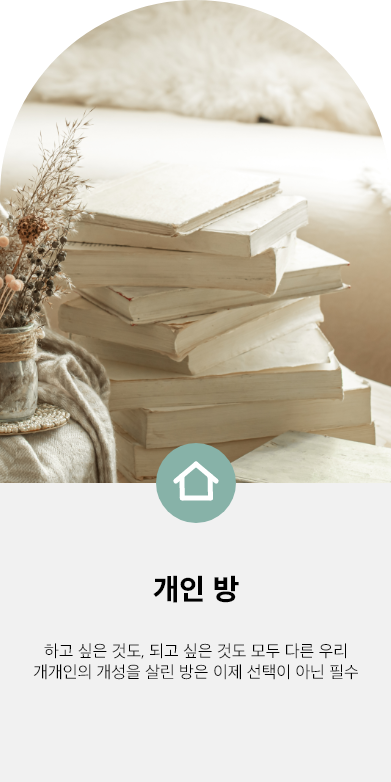 개인 방
하고 싶은 것도, 되고 싶은 것도 모두 다른 우리
개개인의 개성을 살린 방은 이제 선택이 아닌 필수